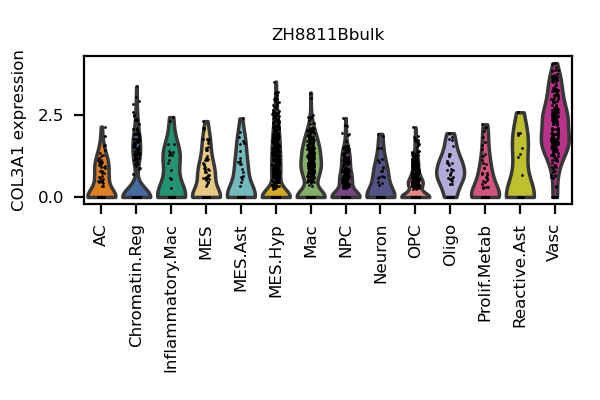 ZH8811Bbulk
COL3A1 expression
2.5
0.0
AC
Chromatin.Reg
Inflammatory.Mac
MES
MES.Ast
MES.Hyp
Mac
NPC
Neuron
OPC
Oligo
Prolif.Metab
Reactive.Ast
Vasc